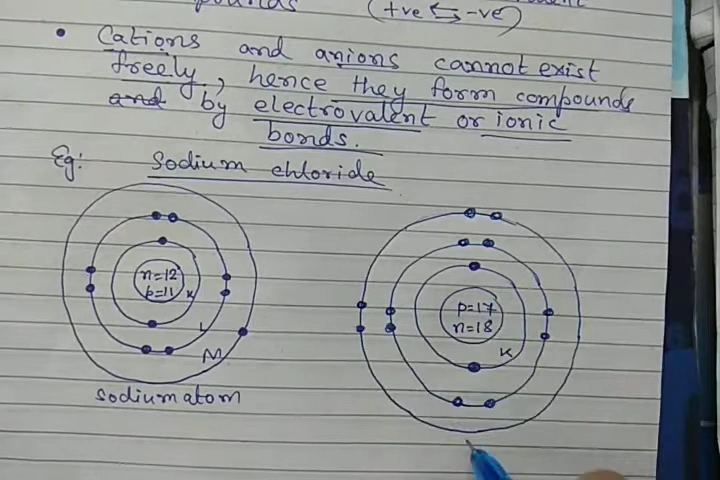 (+ve ⇆ -ve)
• Cations and anions cannot exist
freely, hence they form compounds
and by electrovalent or ionic
bonds.
Eg: Sodium chloride
n=12
p=11
K
L
M
sodium atom
p=17
n=18
K